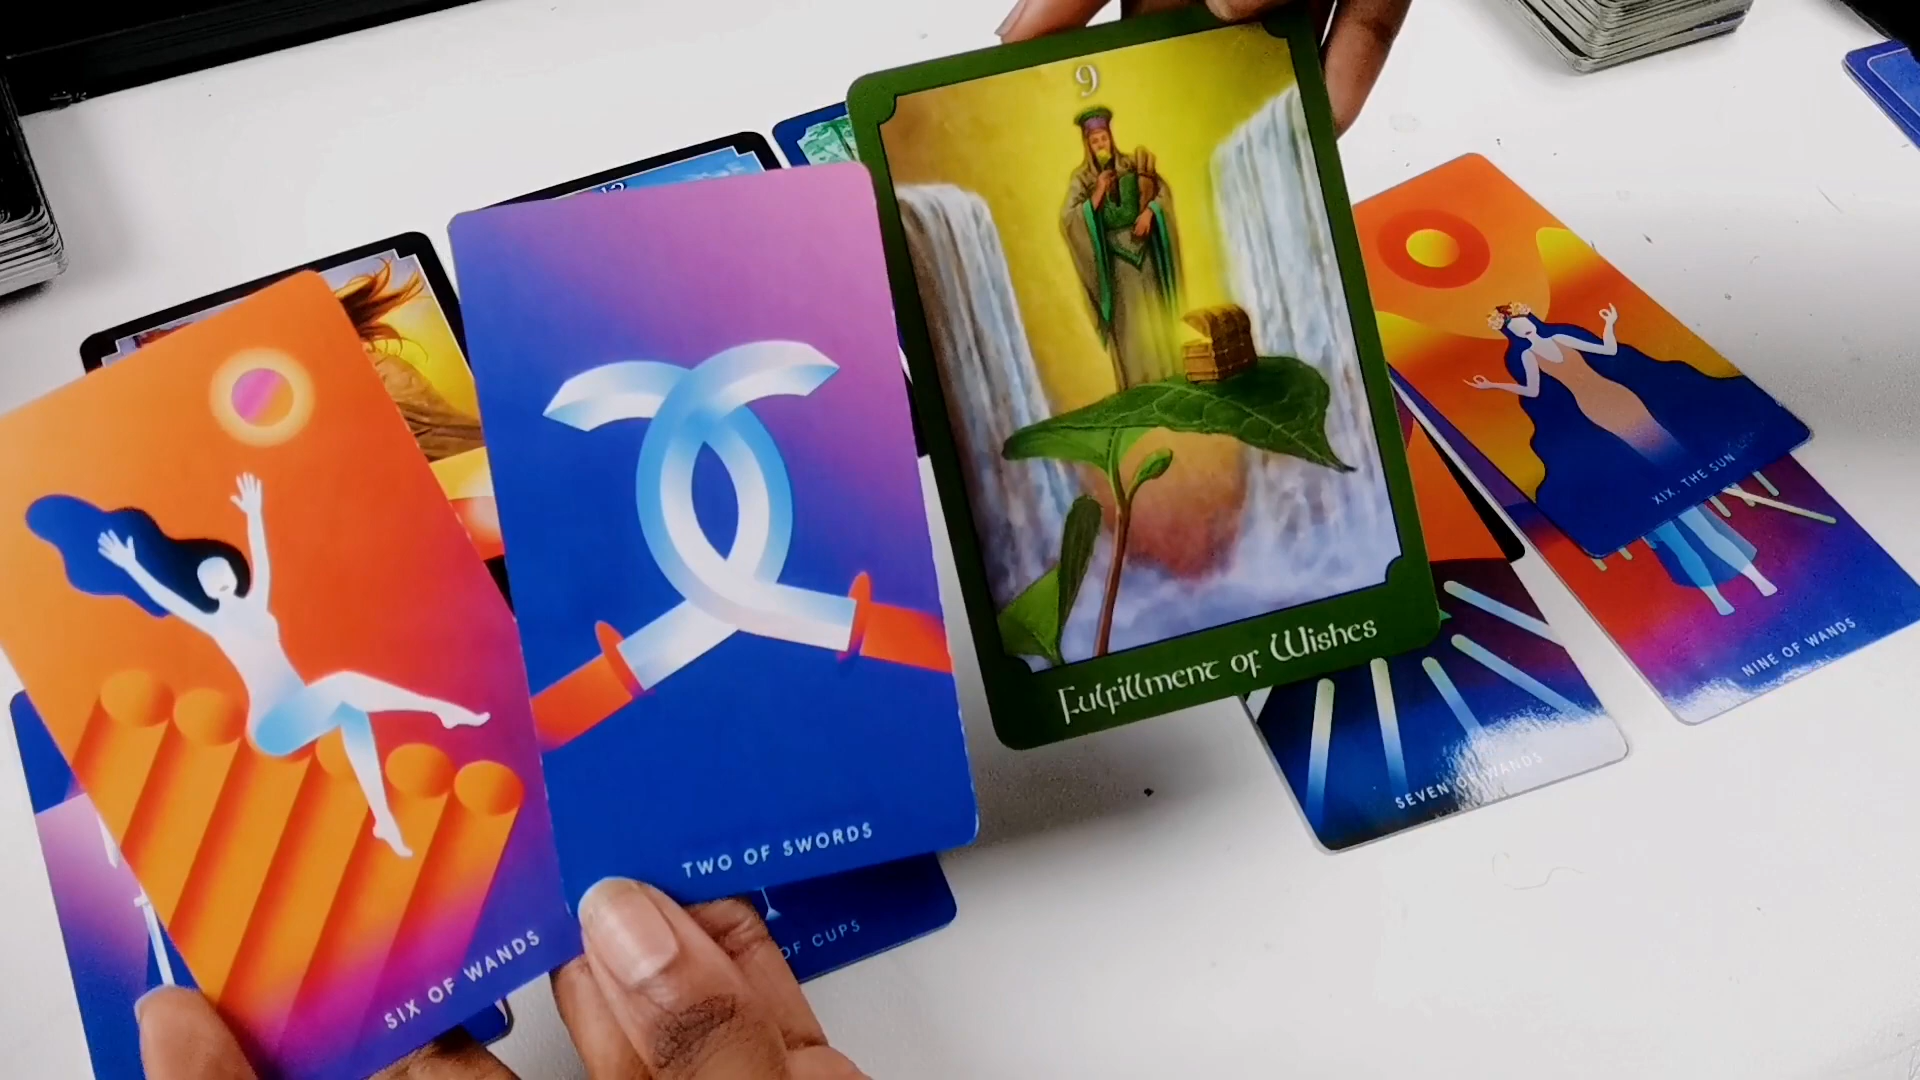 9
Fulfillment of Wishes
XIX. THE SUN
NINE OF WANDS
SEVEN OF WANDS
TWO OF SWORDS
OF CUPS
SIX OF WANDS